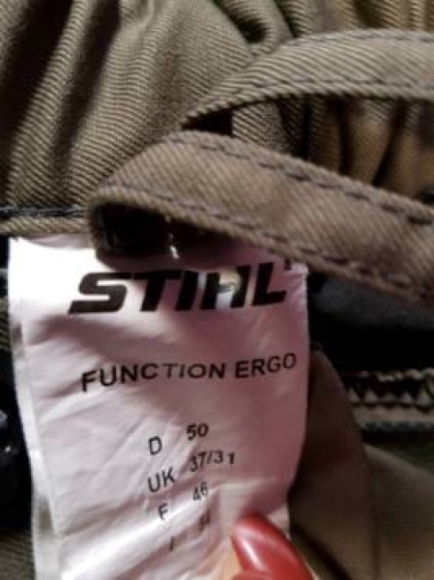 STIHL
FUNCTION ERGO
D 50
UK 37/31
F 46
I